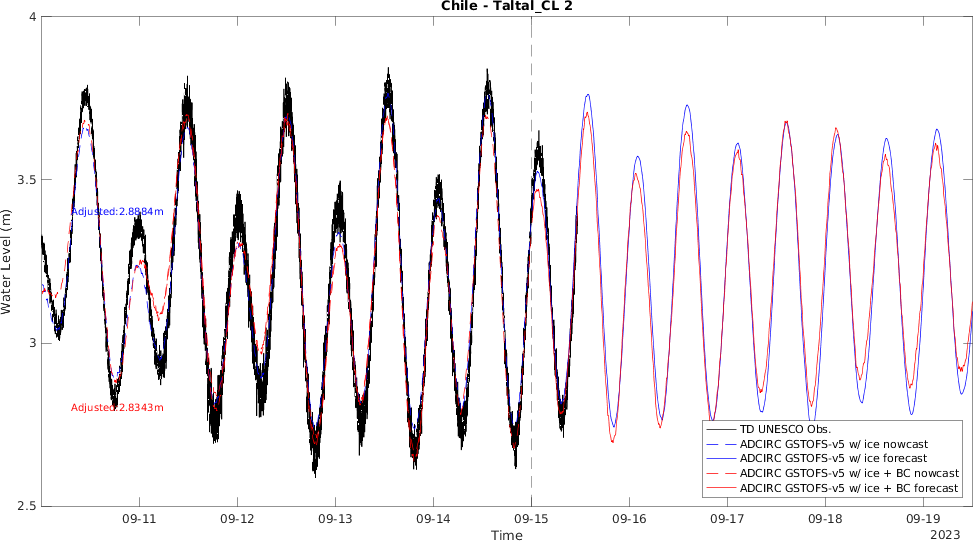 Chile - Taltal_CL 2
4
3.5
3
2.5
Water Level (m)
Adjusted:2.8884m
Adjusted:2.8343m
TD UNESCO Obs.
ADCIRC GSTOFS-v5 w/ ice nowcast
ADCIRC GSTOFS-v5 w/ ice forecast
ADCIRC GSTOFS-v5 w/ ice + BC nowcast
ADCIRC GSTOFS-v5 w/ ice + BC forecast
09-11 09-12 09-13 09-14 09-15 09-16 09-17 09-18 09-19
Time
2023